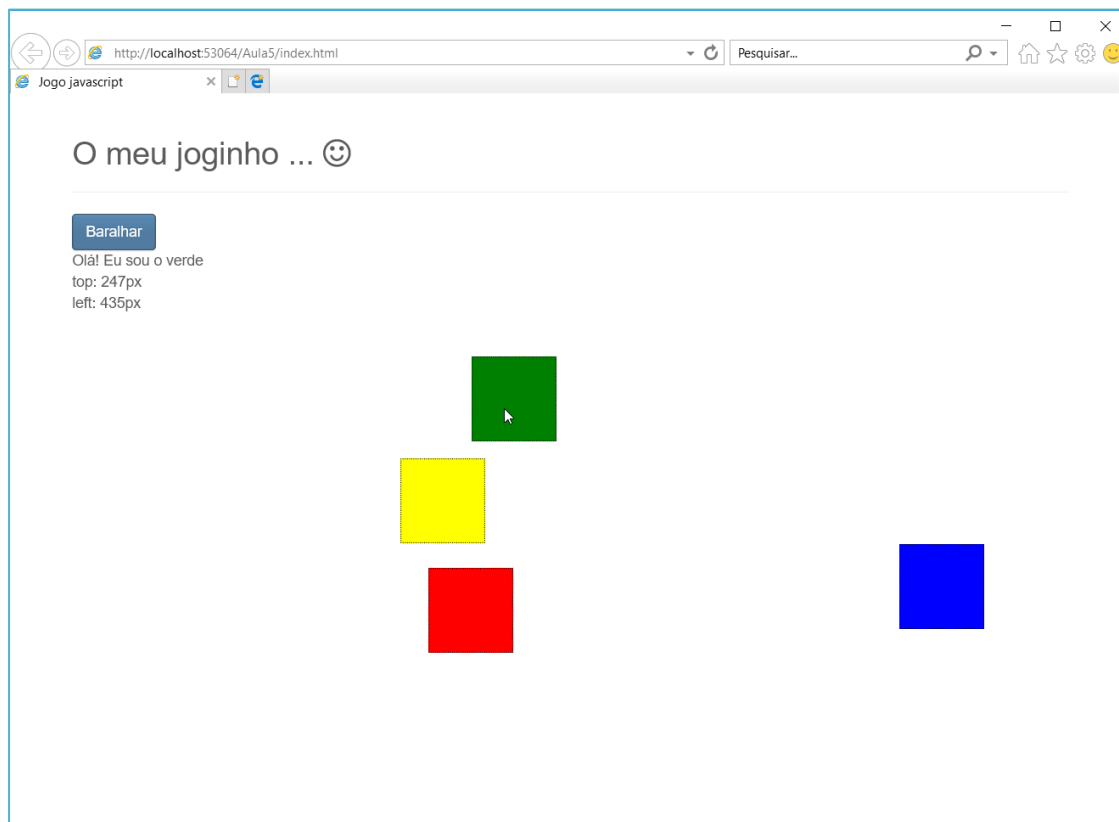 http://localhost:53064/Aula5/index.html
Pesquisar...
Jogo javascript
O meu joginho ...
Baralhar
Olá! Eu sou o verde
top: 247px
left: 435px